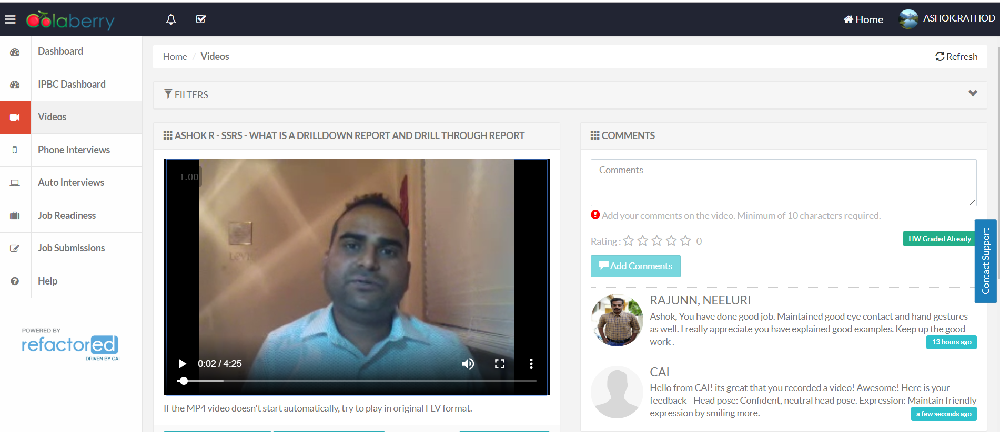 Colaberry
Home
ASHOK.RATHOD
Dashboard
IPBC Dashboard
Videos
Phone Interviews
Auto Interviews
Job Readiness
Job Submissions
Help
POWERED BY
refactored
DRIVEN BY CAI
Home / Videos
Refresh
FILTERS
ASHOK R - SSRS - WHAT IS A DRILLDOWN REPORT AND DRILL THROUGH REPORT
1.00
0:02 / 4:25
If the MP4 video doesn't start automatically, try to play in original FLV format.
COMMENTS
Comments
Add your comments on the video. Minimum of 10 characters required.
Rating : 0
HW Graded Already
Add Comments
Contact Support
RAJUNN, NEELURI
Ashok, You have done good job. Maintained good eye contact and hand gestures
as well. I really appreciate you have explained good examples. Keep up the good
work .
13 hours ago
CAI
Hello from CAI! its great that you recorded a video! Awesome! Here is your
feedback - Head pose: Confident, neutral head pose. Expression: Maintain friendly
expression by smiling more.
a few seconds ago